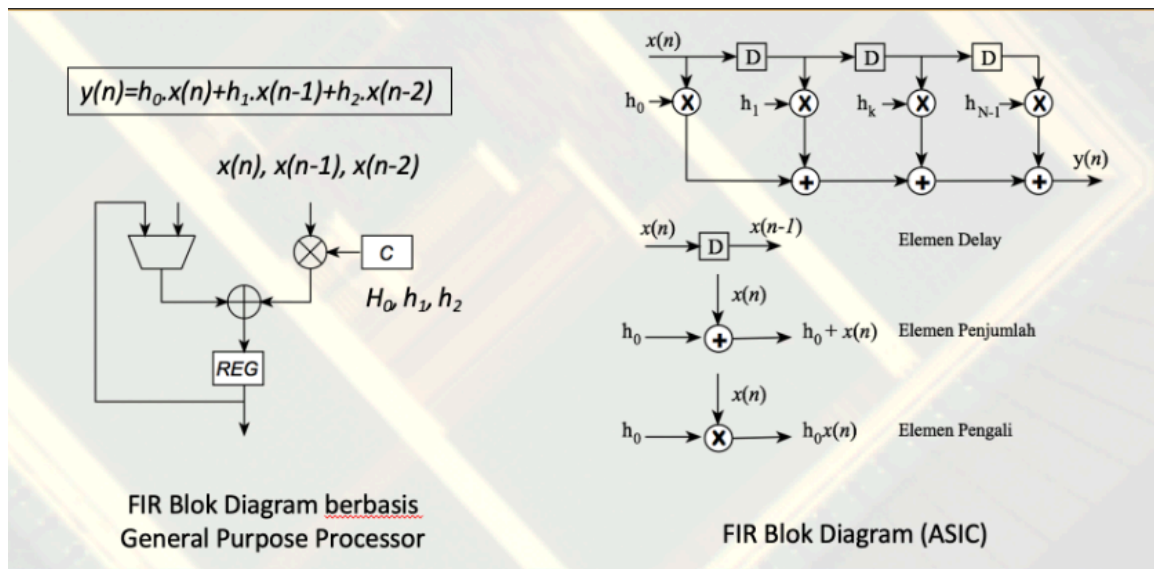 y(n)=h₀.x(n)+h₁.x(n-1)+h₂.x(n-2)
x(n), x(n-1), x(n-2)
C
H₀, h₁, h₂
REG
FIR Blok Diagram berbasis
General Purpose Processor
x(n)
D
D
D
h₀
X
h₁
X
hₖ
X
h_N-1
X
+
+
+
y(n)
x(n)
D
x(n-1)
Elemen Delay
x(n)
h₀
+
h₀ + x(n)
Elemen Penjumlah
x(n)
h₀
X
h₀x(n)
Elemen Pengali
FIR Blok Diagram (ASIC)